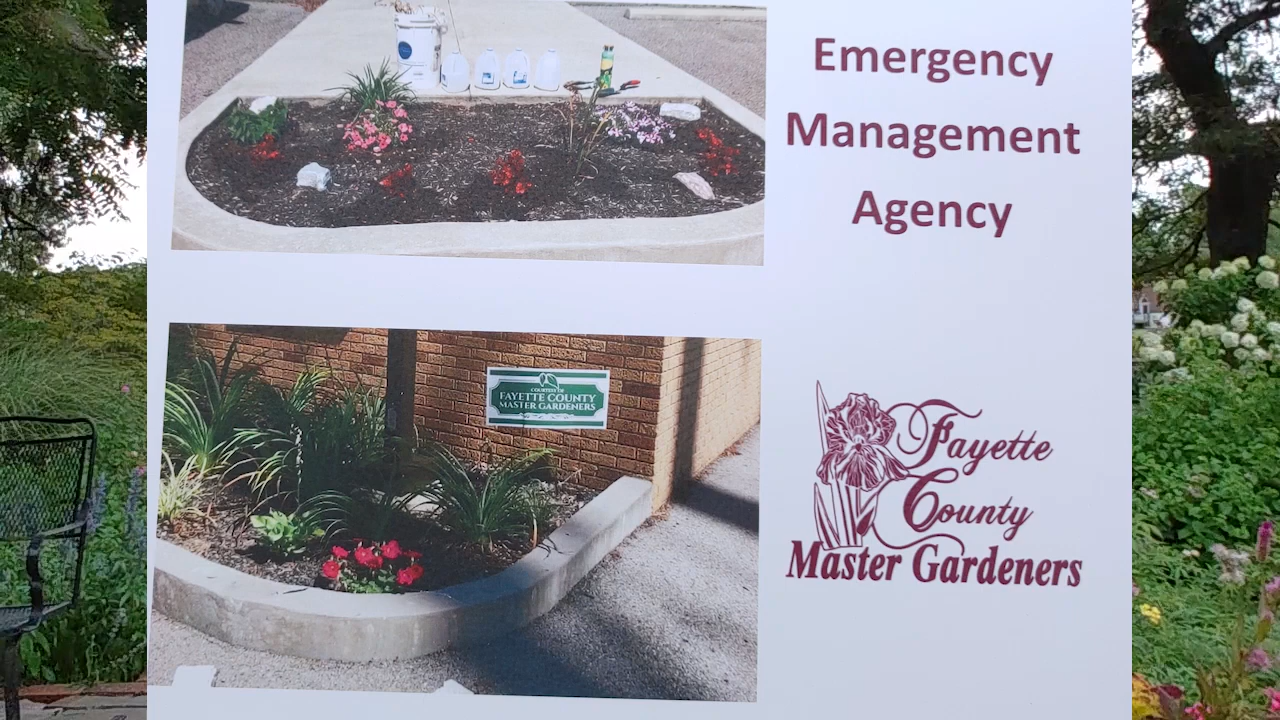 Emergency
Management
Agency
COURTESY OF
FAYETTE COUNTY
MASTER GARDENERS
Fayette
County
Master Gardeners